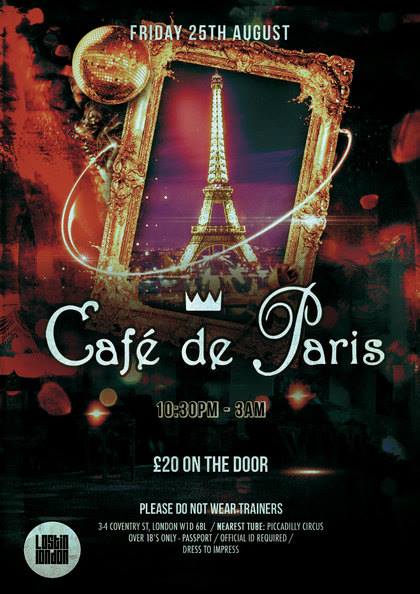 FRIDAY 25TH AUGUST
Café de Paris
10:30PM - 3AM
£20 ON THE DOOR
PLEASE DO NOT WEAR TRAINERS
3-4 COVENTRY ST, LONDON W1D 6BL / NEAREST TUBE: PICCADILLY CIRCUS
OVER 18'S ONLY - PASSPORT / OFFICIAL ID REQUIRED /
DRESS TO IMPRESS
LOSTIN
LONDON